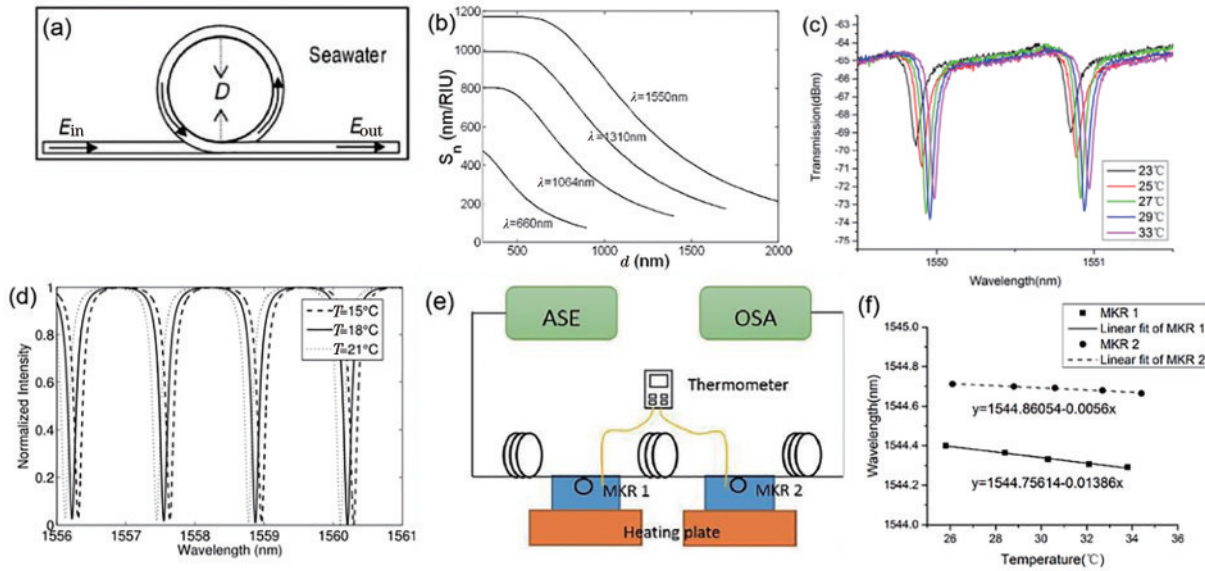 (a)
Seawater
D
Ein
Eout
(b)
Sn (nm/RIU)
1200
1000
800
600
400
200
0
λ=1550nm
λ=1310nm
λ=1064nm
λ=660nm
500
1000
1500
2000
d (nm)
(c)
Transmission(dBm)
-63
-64
-65
-66
-67
-68
-69
-70
-71
-72
-73
-74
-75
23℃
25℃
27℃
29℃
33℃
1550
1551
Wavelength(nm)
(d)
Normalized Intensity
1
0.8
0.6
0.4
0.2
0
T=15°C
T=18°C
T=21°C
1556
1557
1558
1559
1560
1561
Wavelength (nm)
(e)
ASE
OSA
Thermometer
MKR 1
MKR 2
Heating plate
(f)
MKR 1
Linear fit of MKR 1
MKR 2
Linear fit of MKR 2
Wavelength(nm)
1545.0
1544.8
1544.6
1544.4
1544.2
1544.0
y=1544.86054-0.0056x
y=1544.75614-0.01386x
26
28
30
32
34
36
Temperature(℃)